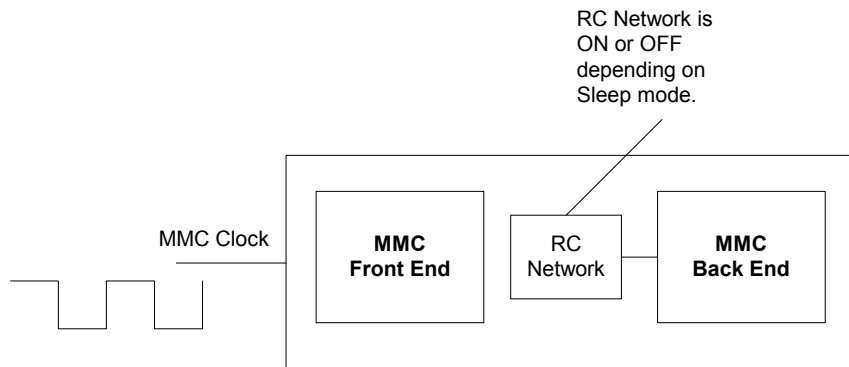 RC Network is
ON or OFF
depending on
Sleep mode.
MMC Clock
MMC
Front End
RC
Network
MMC
Back End